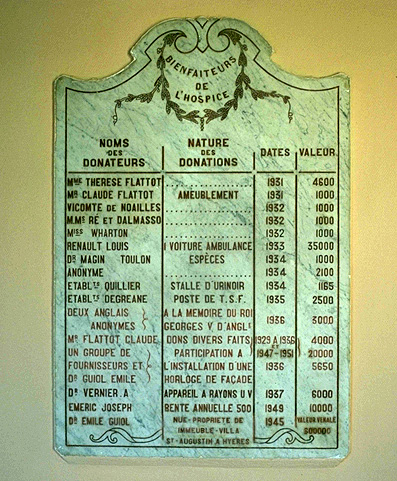 BIENFAITEURS
DE
L'HOSPICE
NOMS DES DONATEURS NATURE DES DONATIONS DATES VALEUR.
Mme THERESE FLATTOT .............. 1931 4600
Mr CLAUDE FLATTOT AMEUBLEMENT 1931 1000
VICOMTE DE NOAILLES .............. 1932 1000
M.Ms RÉ ET DALMASSO .............. 1932 1000
Miss WHARTON .............. 1932 1000
RENAULT LOUIS 1 VOITURE AMBULANCE 1933 35000
Dr MAGIN TOULON ESPÈCES 1934 1000
ANONYME .............. 1934 2100
ETABLts QUILLIER STALLE D'URINOIR 1934 1165
ETABLts DEGREANE POSTE DE T.S.F. 1935 2500
DEUX ANGLAIS } A LA MEMOIRE DU ROI
ANONYMES } GEORGES V D'ANGLe 1936 3000
Mr FLATTOT CLAUDE DONS DIVERS FAITS 1929 A 1936 4000
UN GROUPE DE PARTICIPATION A ET 1947-1951 20000
FOURNISSEURS ET L'INSTALLATION D'UNE 1936 5650
Dr GUIOL EMILE HORLOGE DE FAÇADE
Dr VERNIER.A APPAREIL A RAYONS U V 1937 6000
EMERIC JOSEPH RENTE ANNUELLE 500 1949 10000
Dr ÉMILE GUIOL NUE-PROPRIETE DE 1945 VALEUR VENALE
IMMEUBLE-VILLA 600000
St-AUGUSTIN A HYERES